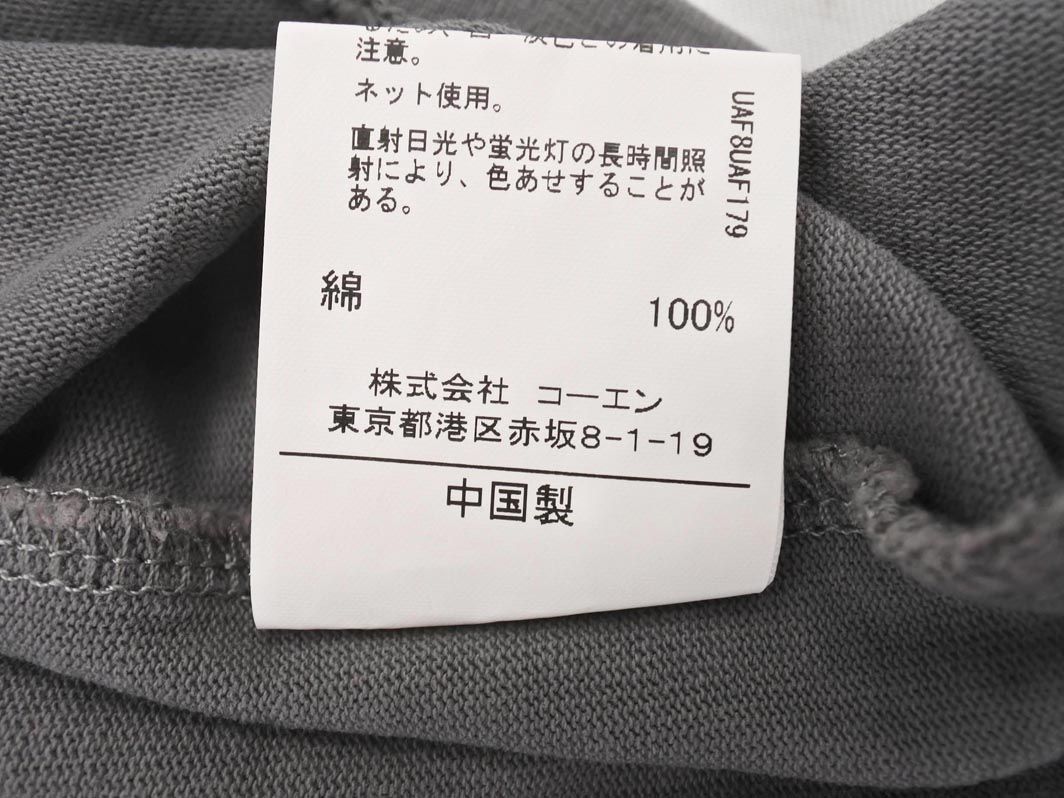 注意。
ネット使用。
直射日光や蛍光灯の長時間照
射により、色あせすることが
ある。
綿 100%
株式会社 コーエン
東京都港区赤坂8-1-19
中国製
UAF8UAF179